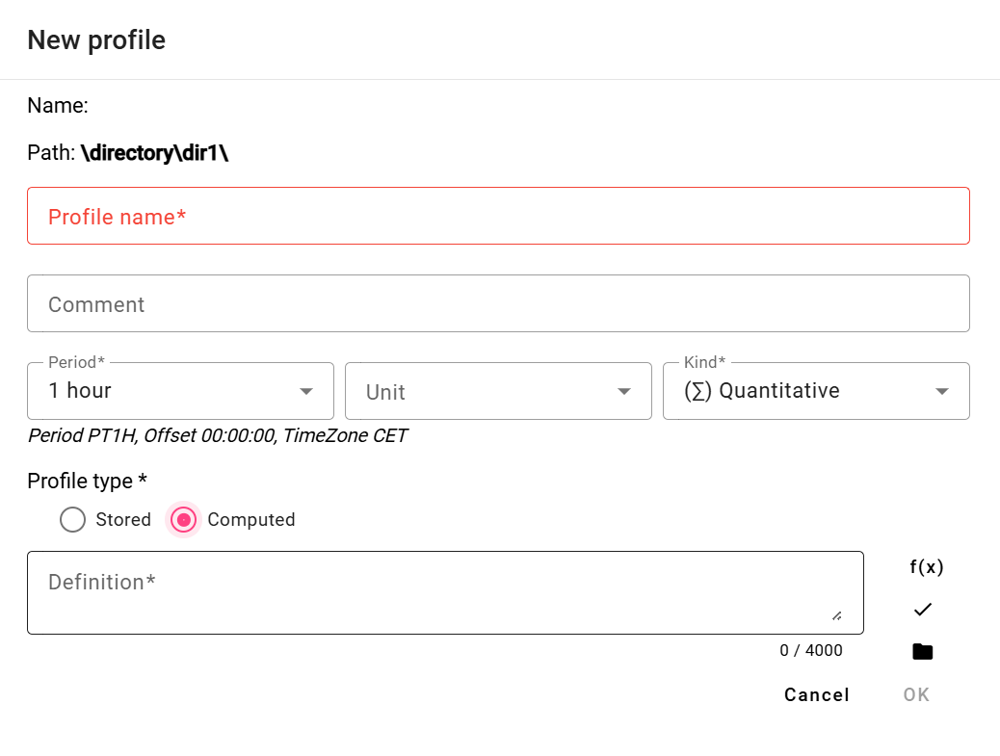 New profile
Name:
Path: \directory\dir1\
Profile name*
Comment
Period* Kind*
1 hour Unit (∑) Quantitative
Period PT1H, Offset 00:00:00, TimeZone CET
Profile type *
Stored Computed
Definition* f(x)
0 / 4000
Cancel OK